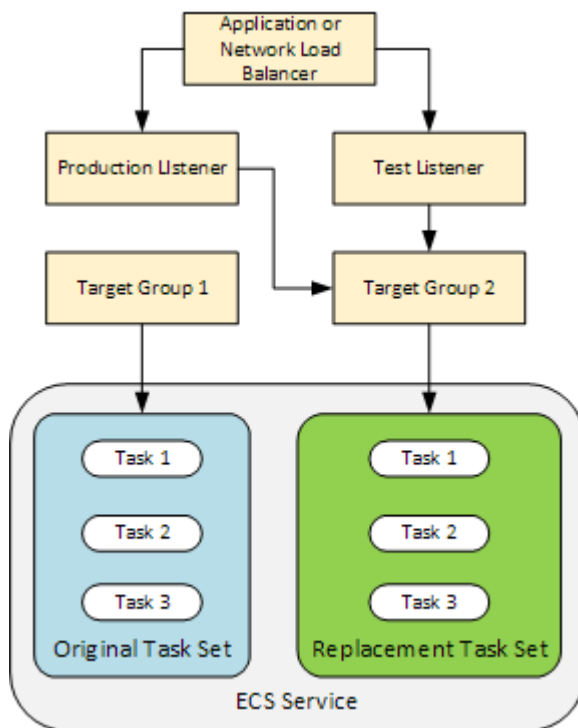 Application or
Network Load
Balancer
Production LIstener
Test Listener
Target Group 1
Target Group 2
Task 1
Task 2
Task 3
Original Task Set
Task 1
Task 2
Task 3
Replacement Task Set
ECS Service